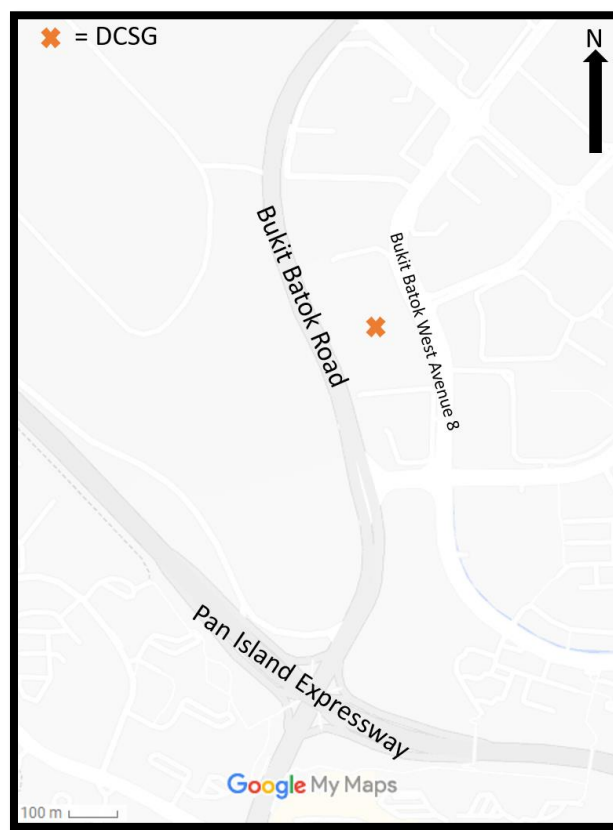 ✖ = DCSG
N
Bukit Batok Road
Bukit Batok West Avenue 8
Pan Island Expressway
Google My Maps
100 m